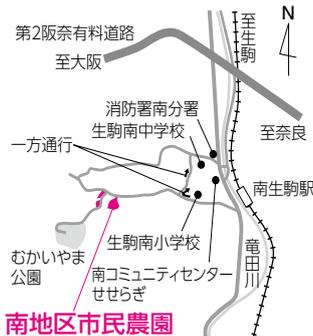 N
至生駒
第2阪奈有料道路
至大阪
消防署南分署
生駒南中学校
一方通行
至奈良
南生駒駅
むかいやま
公園
生駒南小学校
南コミュニティセンター
せせらぎ
竜田川
南地区市民農園